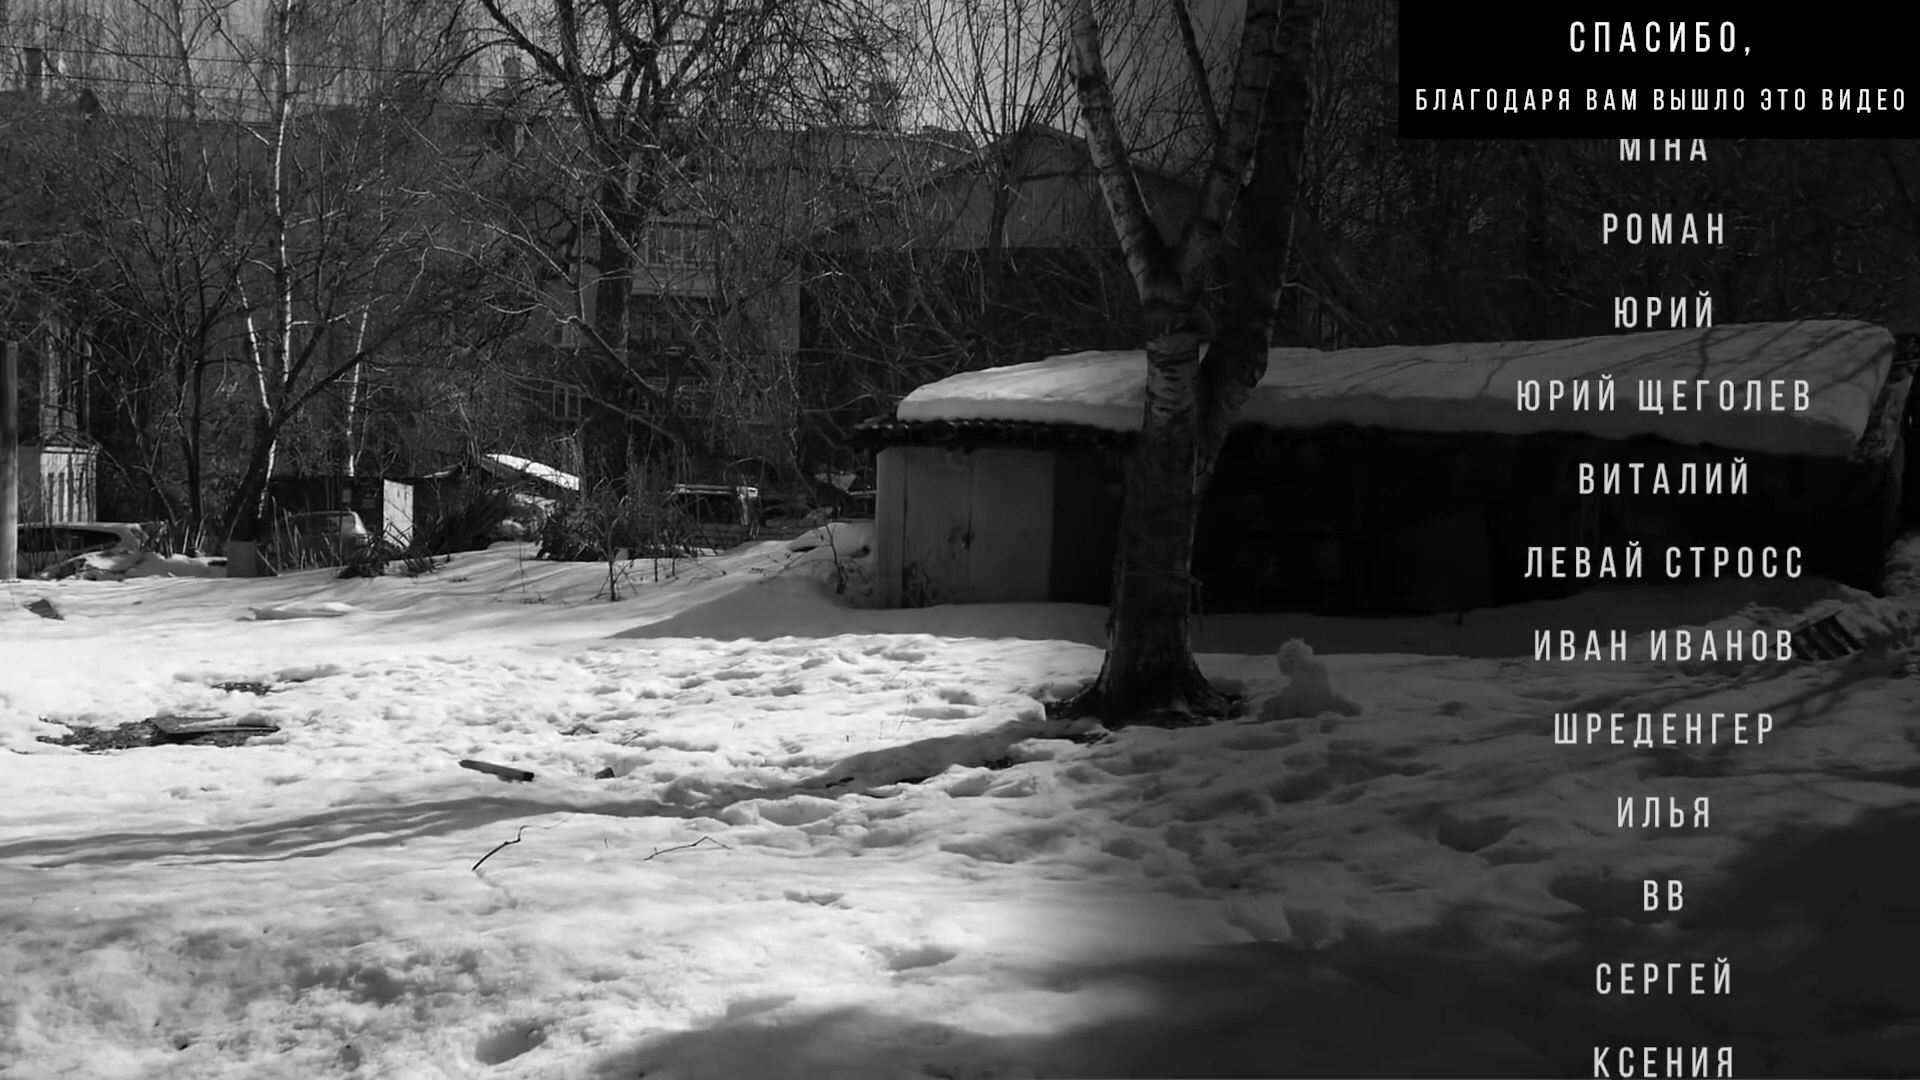 СПАСИБО,
БЛАГОДАРЯ ВАМ ВЫШЛО ЭТО ВИДЕО
МІНА
РОМАН
ЮРИЙ
ЮРИЙ ЩЕГОЛЕВ
ВИТАЛИЙ
ЛЕВАЙ СТРОСС
ИВАН ИВАНОВ
ШРЕДЕНГЕР
ИЛЬЯ
ВВ
СЕРГЕЙ
КСЕНИЯ